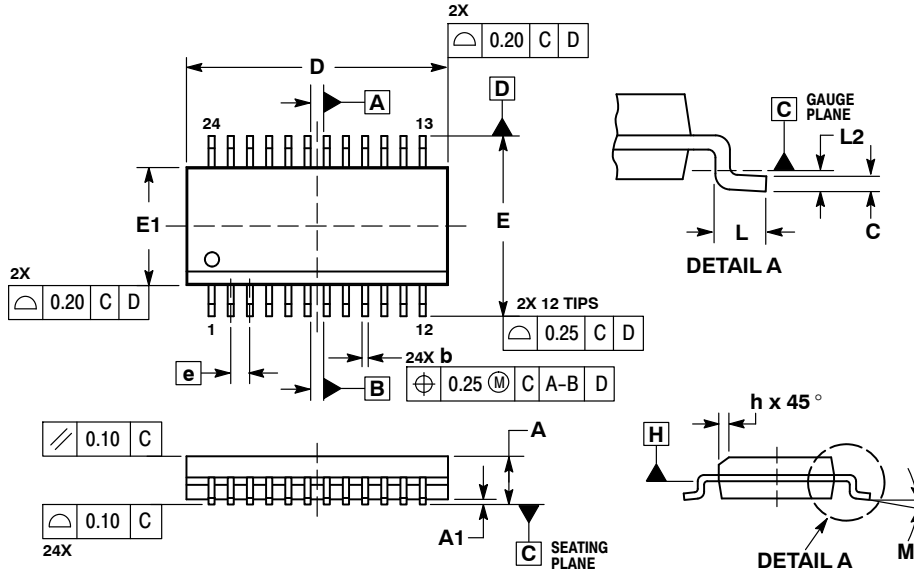 2X
⌓ 0.20 C D
D
A
D
24
13
C
GAUGE
PLANE
L2
E1
E
L
C
DETAIL A
2X
⌓ 0.20 C D
1
12
2X 12 TIPS
⌓ 0.25 C D
e
B
24X b
⌖ 0.25 Ⓜ C A-B D
h x 45°
H
⫽ 0.10 C
A
⌓ 0.10 C
24X
A1
C
SEATING
PLANE
M
DETAIL A